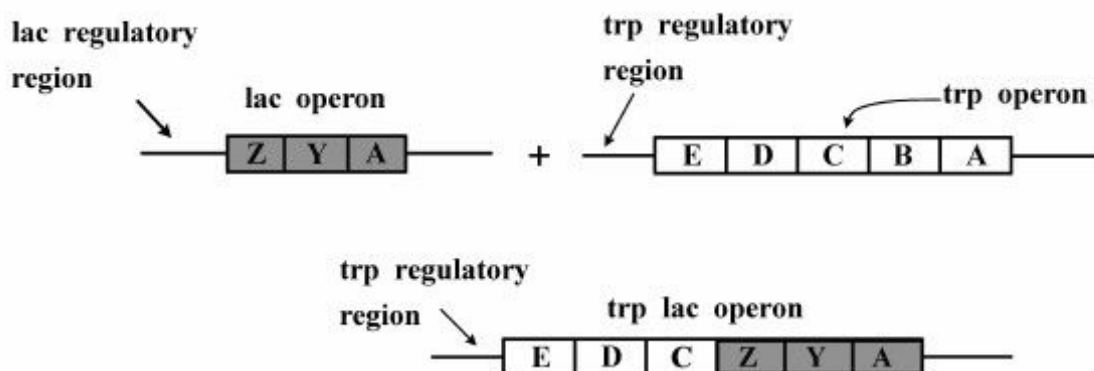 lac regulatory
region
lac operon
Z Y A
+
trp regulatory
region
trp operon
E D C B A
trp regulatory
region
trp lac operon
E D C Z Y A